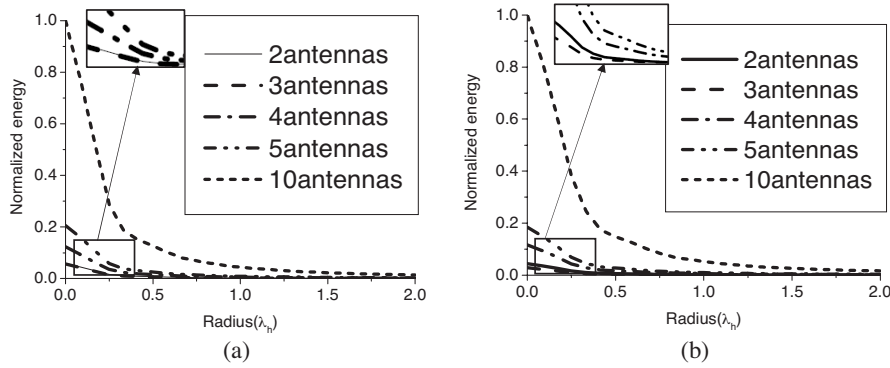 Normalized energy
1.0
0.8
0.6
0.4
0.2
0.0
0.0 0.5 1.0 1.5 2.0
Radius(λh)
2antennas
3antennas
4antennas
5antennas
10antennas
(a)
Normalized energy
1.0
0.8
0.6
0.4
0.2
0.0
0.0 0.5 1.0 1.5 2.0
Radius(λh)
2antennas
3antennas
4antennas
5antennas
10antennas
(b)